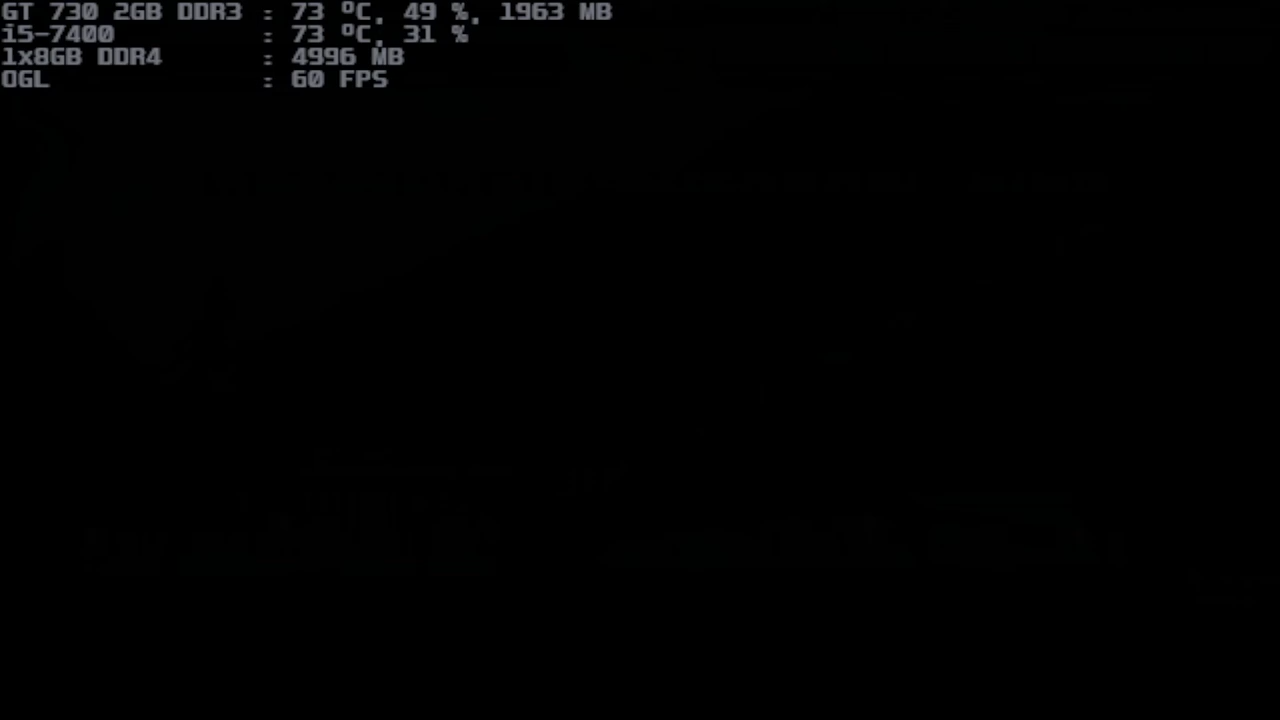 GT 730 2GB DDR3 : 73 ºC, 49 %, 1963 MB
i5-7400 : 73 ºC, 31 %
1x8GB DDR4 : 4996 MB
OGL : 60 FPS